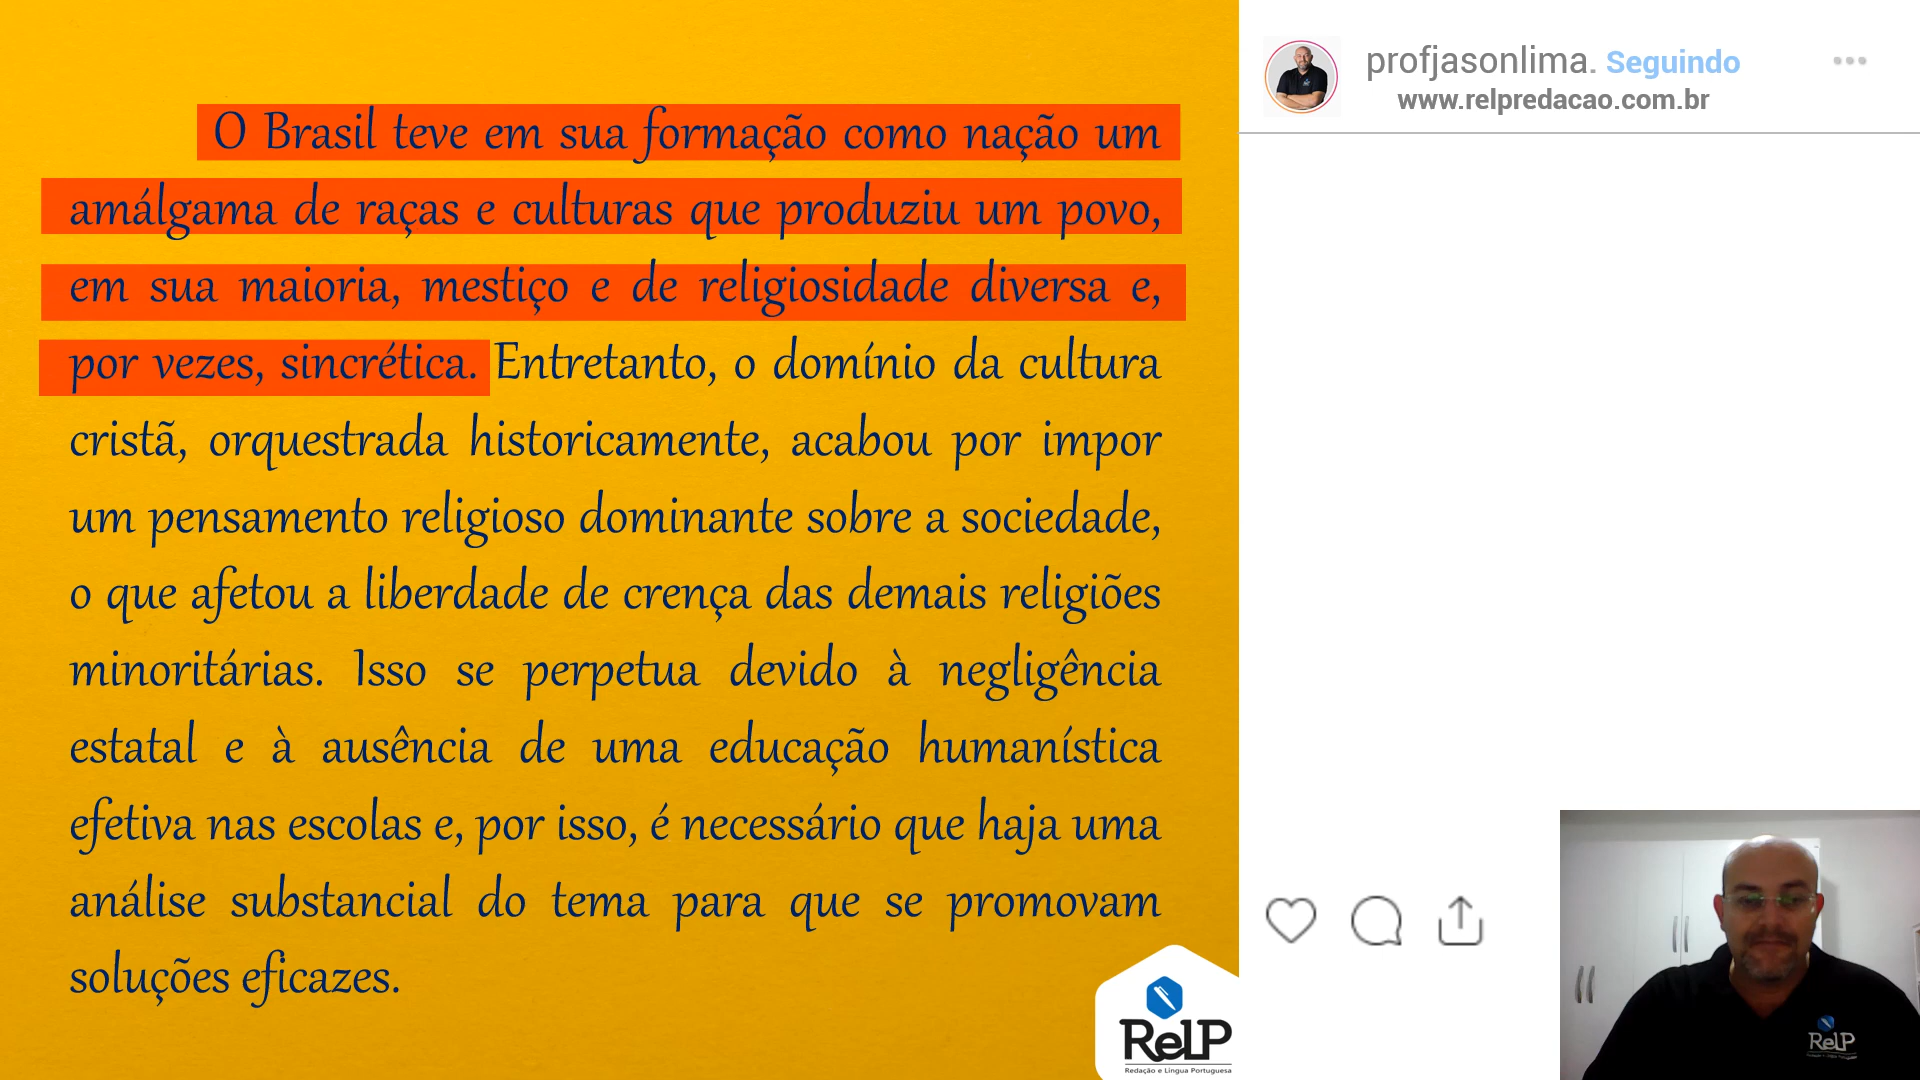 O Brasil teve em sua formação como nação um
amálgama de raças e culturas que produziu um povo,
em sua maioria, mestiço e de religiosidade diversa e,
por vezes, sincrética. Entretanto, o domínio da cultura
cristã, orquestrada historicamente, acabou por impor
um pensamento religioso dominante sobre a sociedade,
o que afetou a liberdade de crença das demais religiões
minoritárias. Isso se perpetua devido à negligência
estatal e à ausência de uma educação humanística
efetiva nas escolas e, por isso, é necessário que haja uma
análise substancial do tema para que se promovam
soluções eficazes.
RelP
Redação e Língua Portuguesa
profjasonlima. Seguindo
www.relpredacao.com.br
RelP